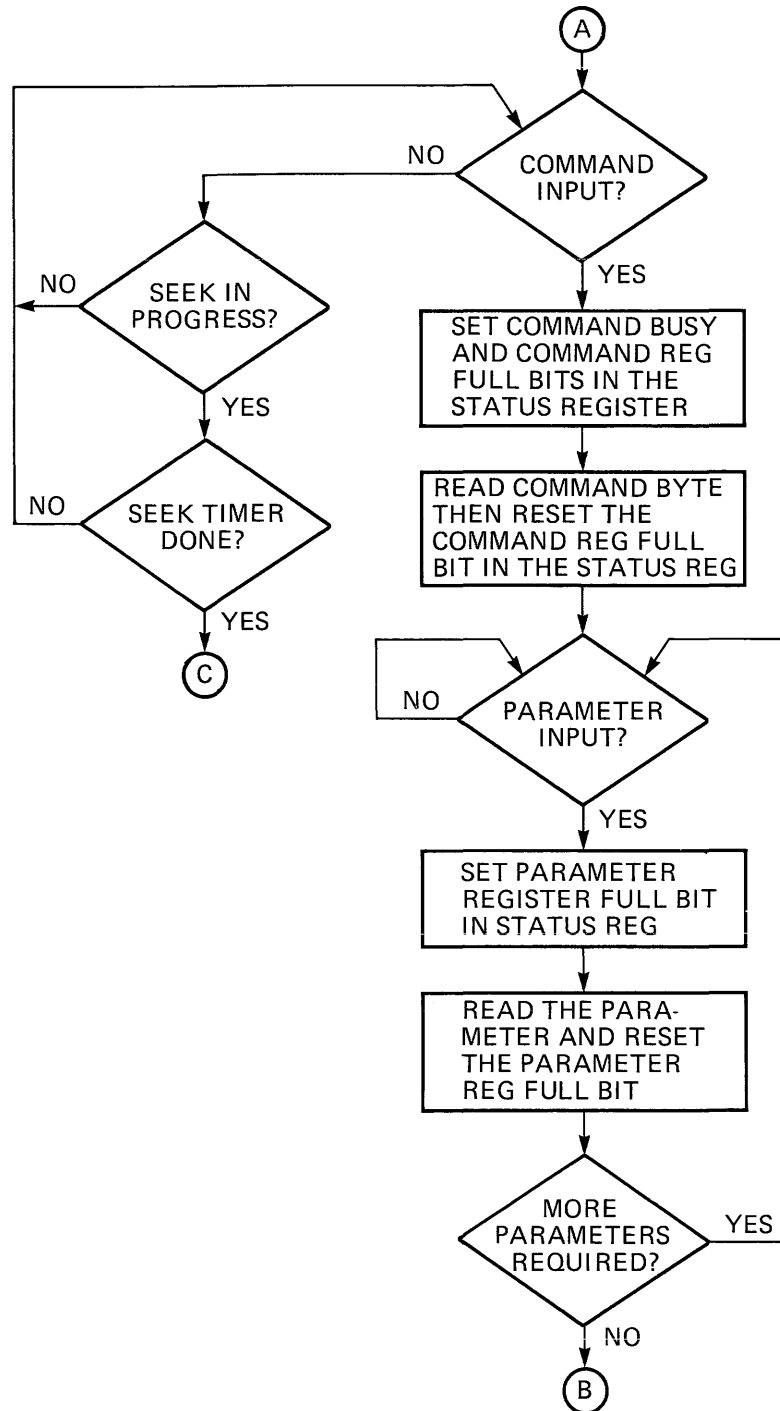 A
COMMAND
INPUT?
NO
YES
SEEK IN
PROGRESS?
NO
YES
SET COMMAND BUSY
AND COMMAND REG
FULL BITS IN THE
STATUS REGISTER
SEEK TIMER
DONE?
NO
YES
C
READ COMMAND BYTE
THEN RESET THE
COMMAND REG FULL
BIT IN THE STATUS REG
PARAMETER
INPUT?
NO
YES
SET PARAMETER
REGISTER FULL BIT
IN STATUS REG
READ THE PARA-
METER AND RESET
THE PARAMETER
REG FULL BIT
MORE
PARAMETERS
REQUIRED?
YES
NO
B